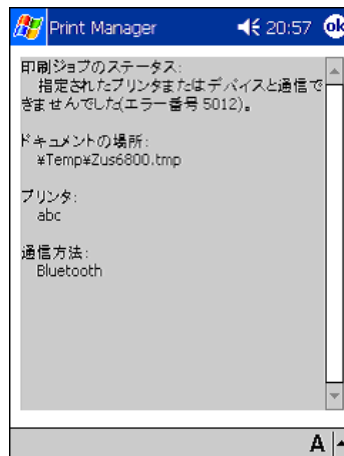 Print Manager 20:57 ok
印刷ジョブのステータス:
指定されたプリンタまたはデバイスと通信で
きませんでした(エラー番号 5012)。
ドキュメントの場所:
¥Temp¥Zus6800.tmp
プリンタ:
abc
通信方法:
Bluetooth
A